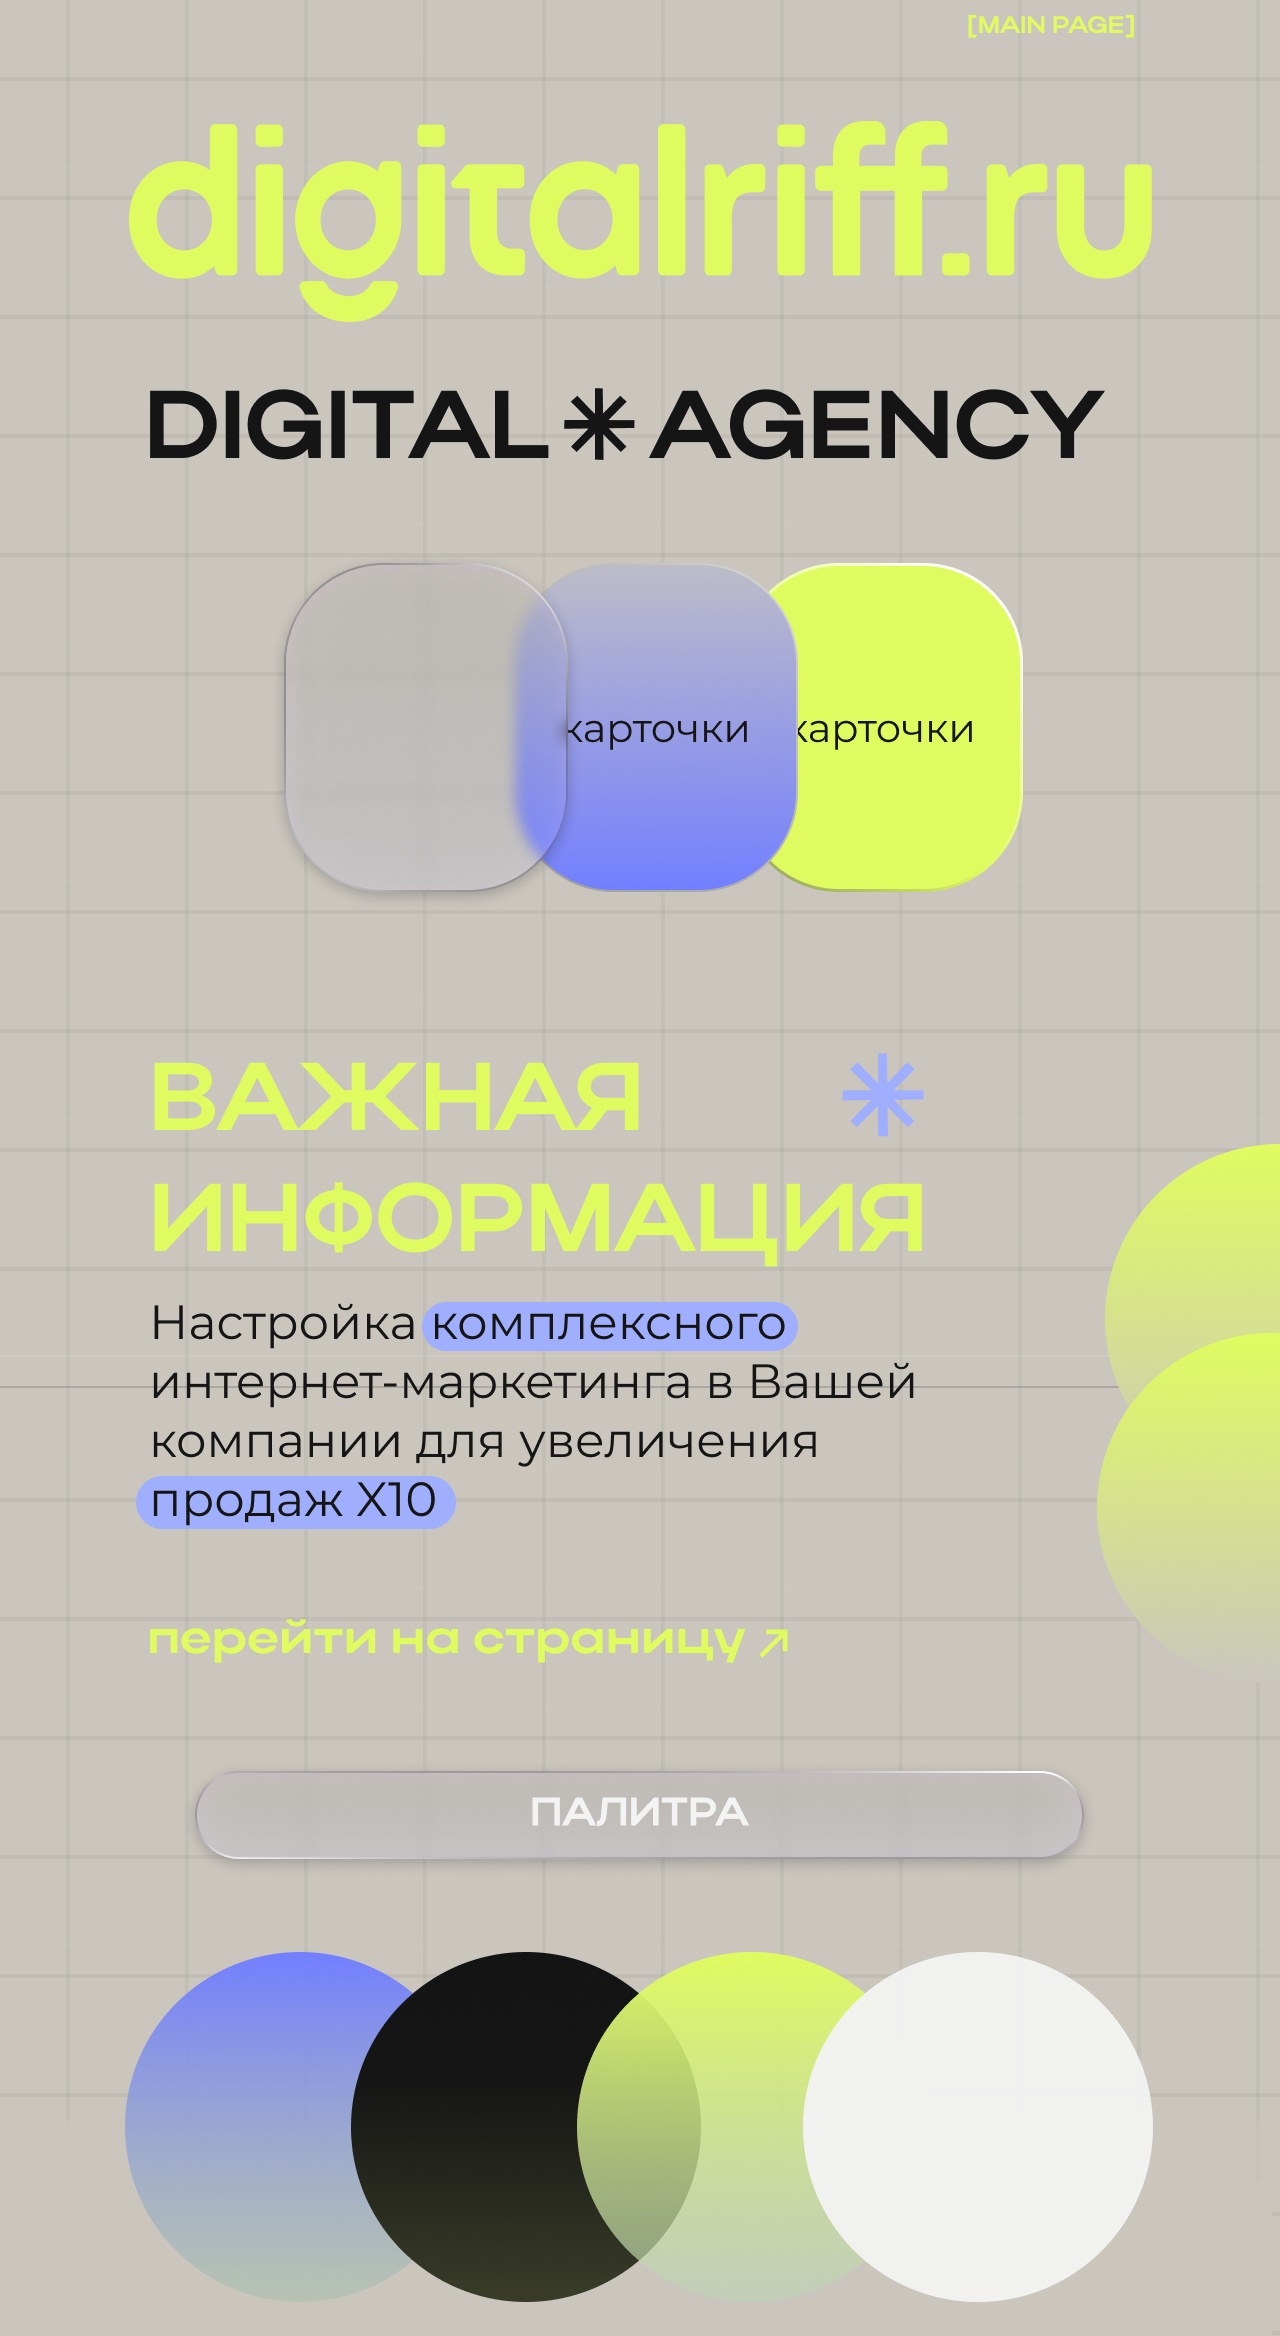 [MAIN PAGE]
digitalriff.ru
DIGITAL AGENCY
карточки карточки
ВАЖНАЯ
ИНФОРМАЦИЯ
Настройка комплексного
интернет-маркетинга в Вашей
компании для увеличения
продаж X10
перейти на страницу ↗
ПАЛИТРА